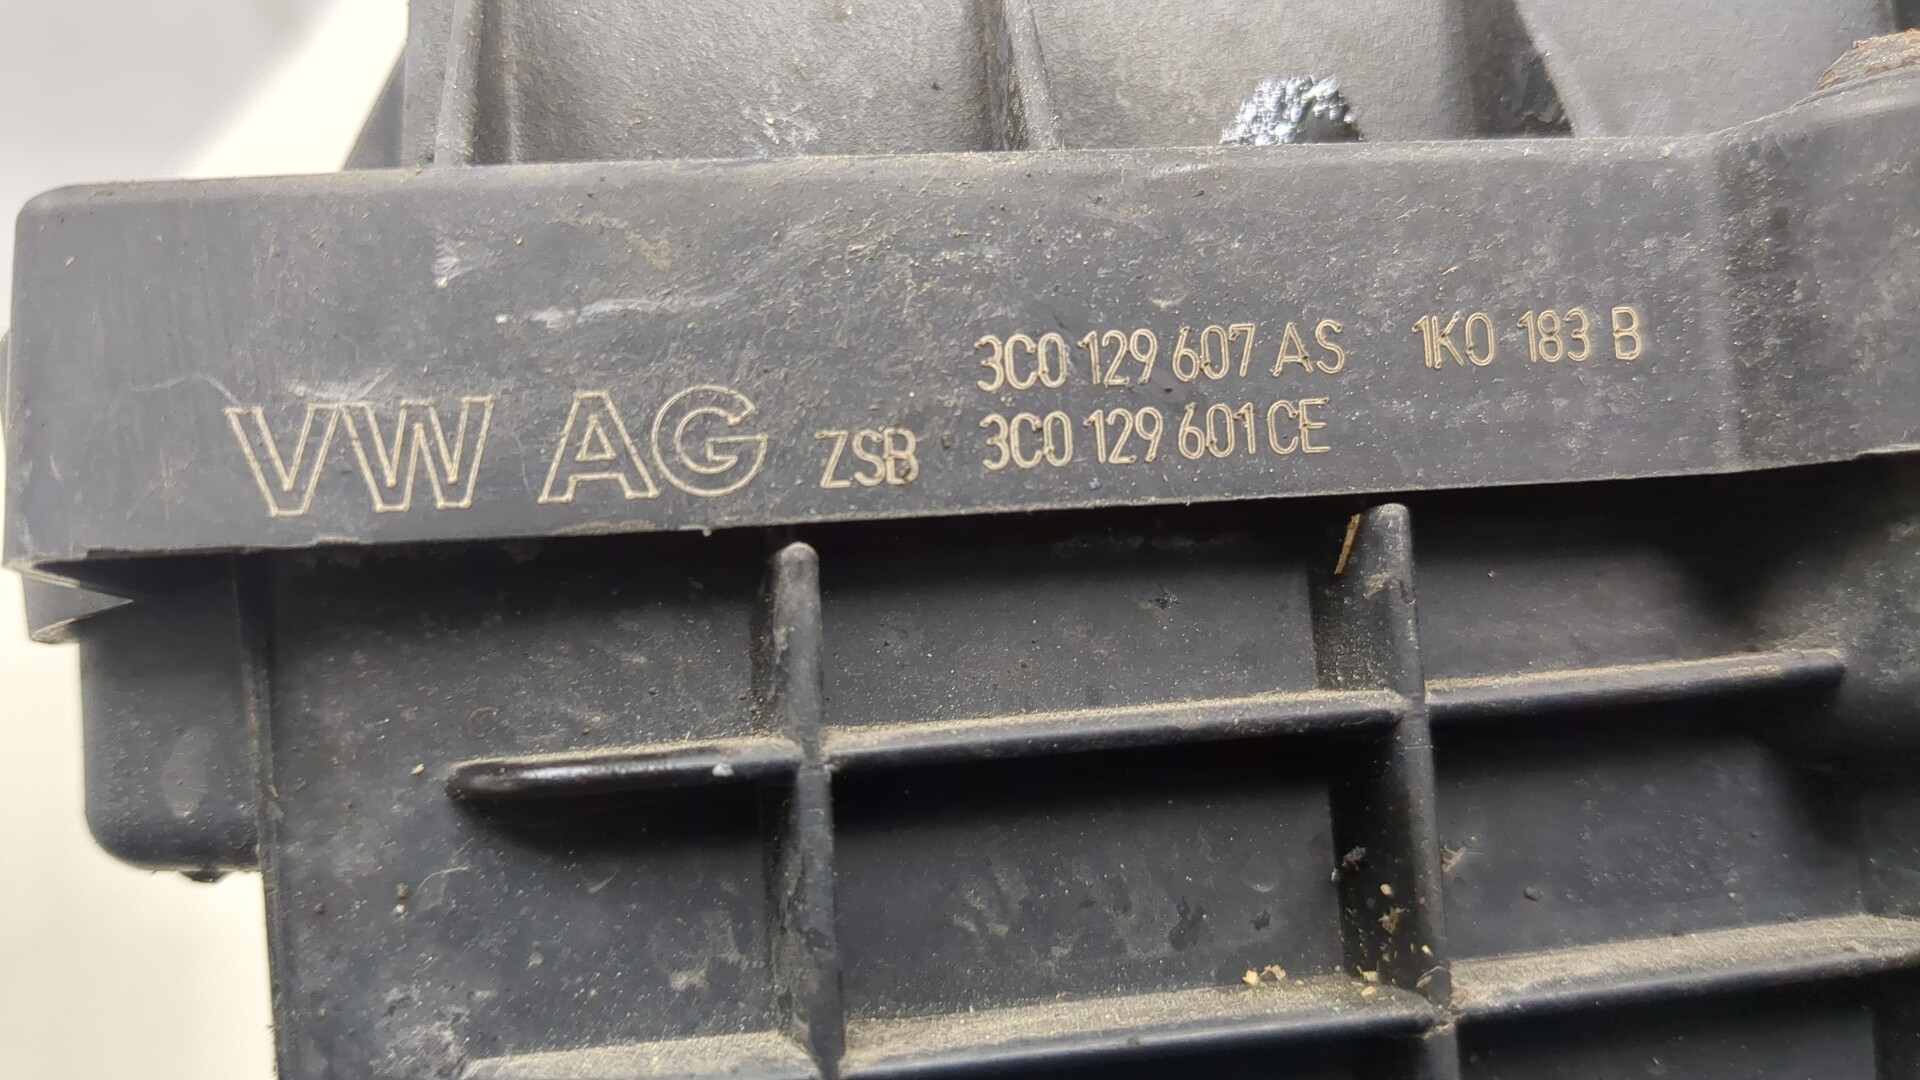 3C0 129 607 AS 1K0 183 B
VW AG ZSB 3C0 129 601 CE